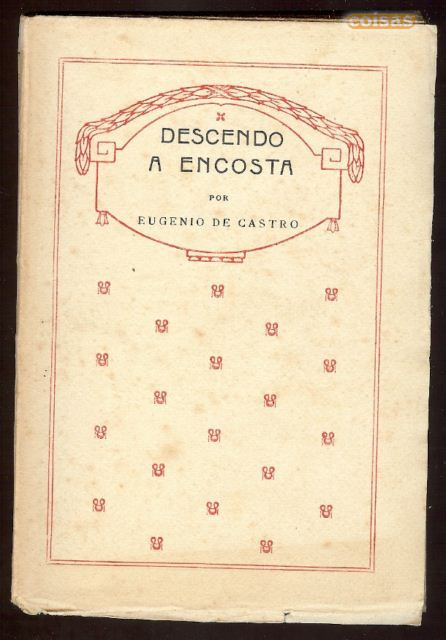 coisas
DESCENDO
A ENCOSTA
POR
EUGENIO DE CASTRO